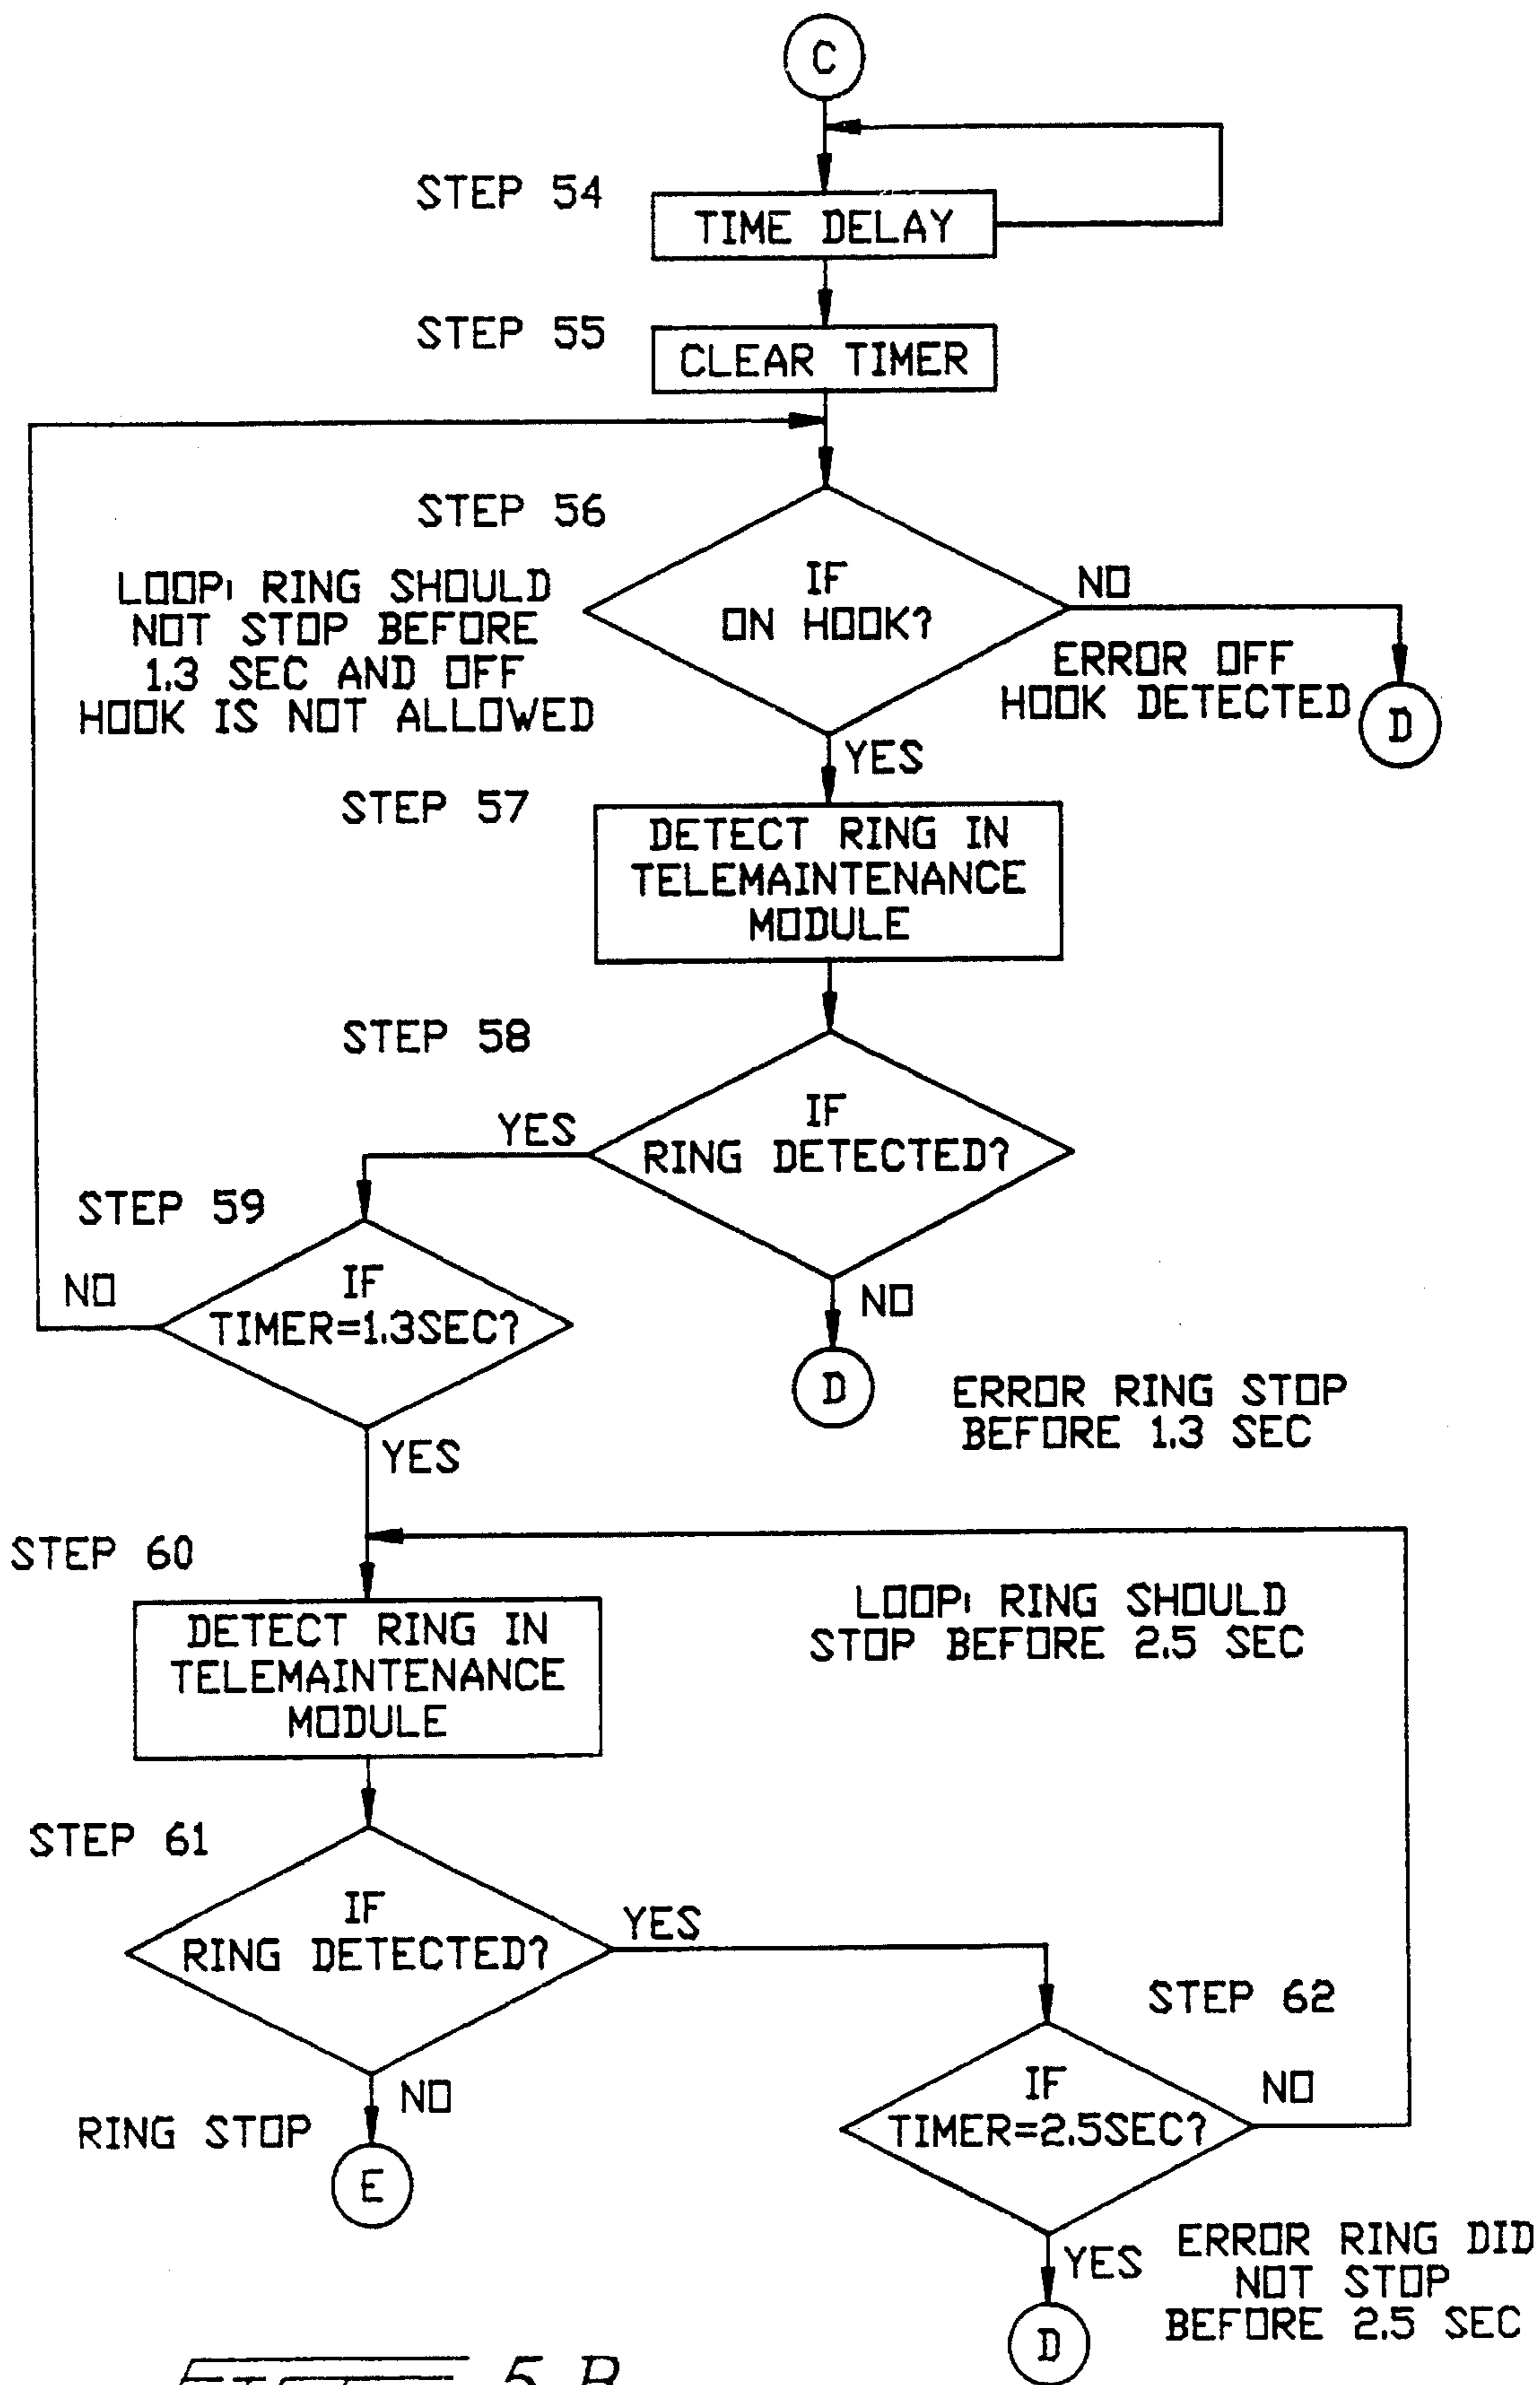 C
STEP 54
TIME DELAY
STEP 55
CLEAR TIMER
STEP 56
IF
ON HOOK?
NO
LOOP: RING SHOULD
NOT STOP BEFORE
1.3 SEC AND OFF
HOOK IS NOT ALLOWED
ERROR OFF
HOOK DETECTED
D
YES
STEP 57
DETECT RING IN
TELEMAINTENANCE
MODULE
STEP 58
IF
RING DETECTED?
YES
STEP 59
IF
TIMER=1.3SEC?
NO
NO
D
ERROR RING STOP
BEFORE 1.3 SEC
YES
STEP 60
DETECT RING IN
TELEMAINTENANCE
MODULE
LOOP: RING SHOULD
STOP BEFORE 2.5 SEC
STEP 61
IF
RING DETECTED?
YES
STEP 62
IF
TIMER=2.5SEC?
NO
NO
RING STOP
E
YES
ERROR RING DID
NOT STOP
BEFORE 2.5 SEC
D
5B